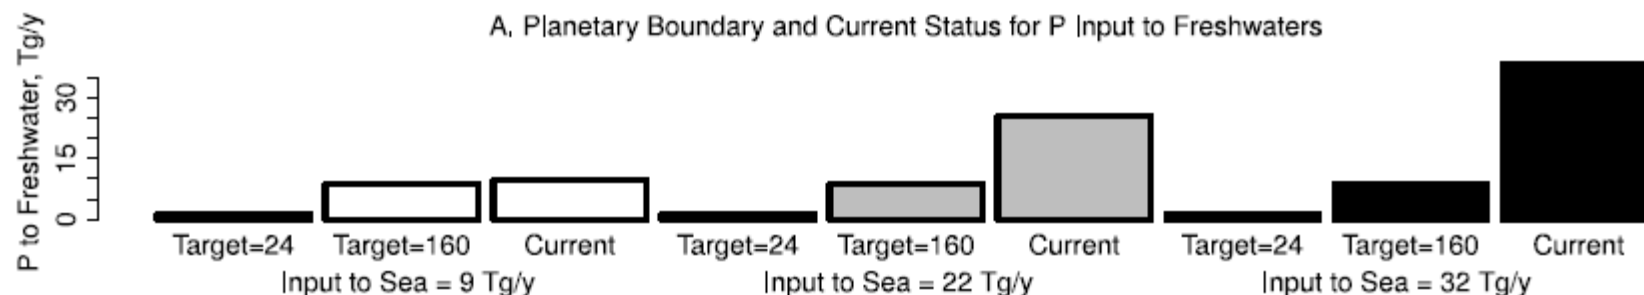 A. Planetary Boundary and Current Status for P Input to Freshwaters
P to Freshwater, Tg/y
30
15
0
Target=24 Target=160 Current Target=24 Target=160 Current Target=24 Target=160 Current
Input to Sea = 9 Tg/y Input to Sea = 22 Tg/y Input to Sea = 32 Tg/y